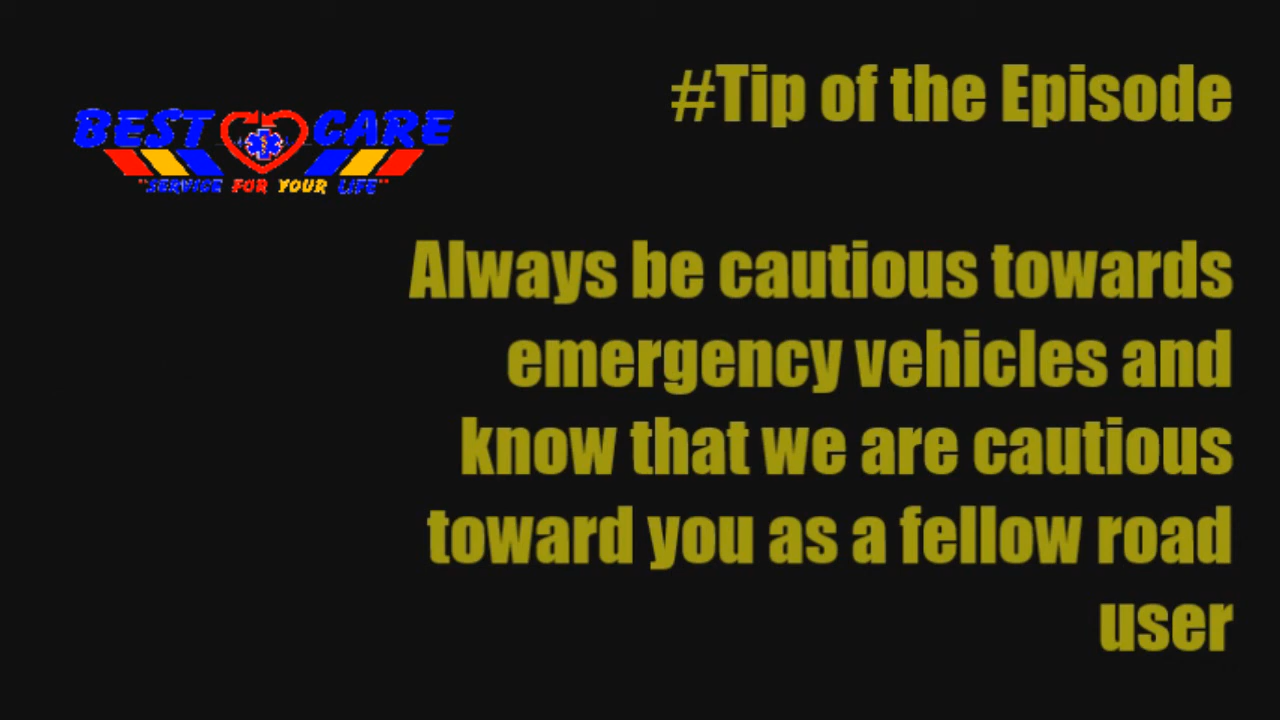 #Tip of the Episode
BEST CARE
"SERVICE FOR YOUR LIFE"
Always be cautious towards
emergency vehicles and
know that we are cautious
toward you as a fellow road
user